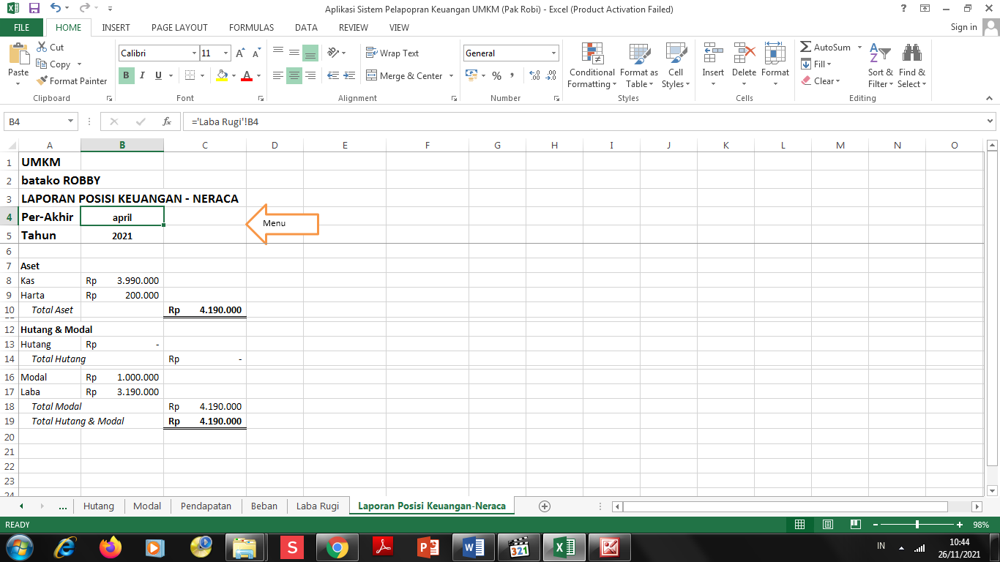 Aplikasi Sistem Pelapopran Keuangan UMKM (Pak Robi) - Excel (Product Activation Failed)
FILE HOME INSERT PAGE LAYOUT FORMULAS DATA REVIEW VIEW Sign in
Paste
Cut
Copy
Format Painter
Calibri 11
B I U
Wrap Text
Merge & Center
General
Conditional Formatting
Format as Table
Cell Styles
Insert
Delete
Format
AutoSum
Fill
Clear
Sort & Filter
Find & Select
Clipboard Font Alignment Number Styles Cells Editing
B4 fx ='Laba Rugi'!B4
A B C D E F G H I J K L M N O
1 UMKM
2 batako ROBBY
3 LAPORAN POSISI KEUANGAN - NERACA
4 Per-Akhir april
Menu
5 Tahun 2021
6
7 Aset
8 Kas Rp 3.990.000
9 Harta Rp 200.000
10 Total Aset Rp 4.190.000
12 Hutang & Modal
13 Hutang Rp -
14 Total Hutang Rp -
16 Modal Rp 1.000.000
17 Laba Rp 3.190.000
18 Total Modal Rp 4.190.000
19 Total Hutang & Modal Rp 4.190.000
20
21
22
23
24
... Hutang Modal Pendapatan Beban Laba Rugi Laporan Posisi Keuangan-Neraca
READY 98%
IN 10:44
26/11/2021